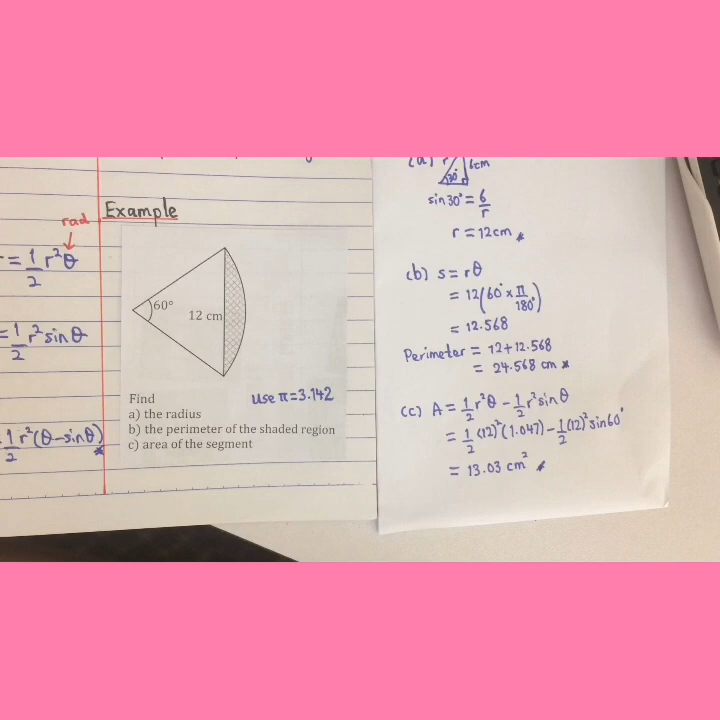 rad
= 1/2 r²θ
= 1/2 r² sin θ
1/2 r² (θ - sin θ) *
Example
60°
12 cm
Find
use π = 3.142
a) the radius
b) the perimeter of the shaded region
c) area of the segment
(a) r 6cm
30°
sin 30° = 6/r
r = 12cm *
(b) s = rθ
= 12(60° × π/180°)
= 12.568
Perimeter = 12 + 12.568
= 24.568 cm *
(c) A = 1/2 r²θ - 1/2 r² sin θ
= 1/2 (12)² (1.047) - 1/2 (12)² sin 60°
= 13.03 cm² *